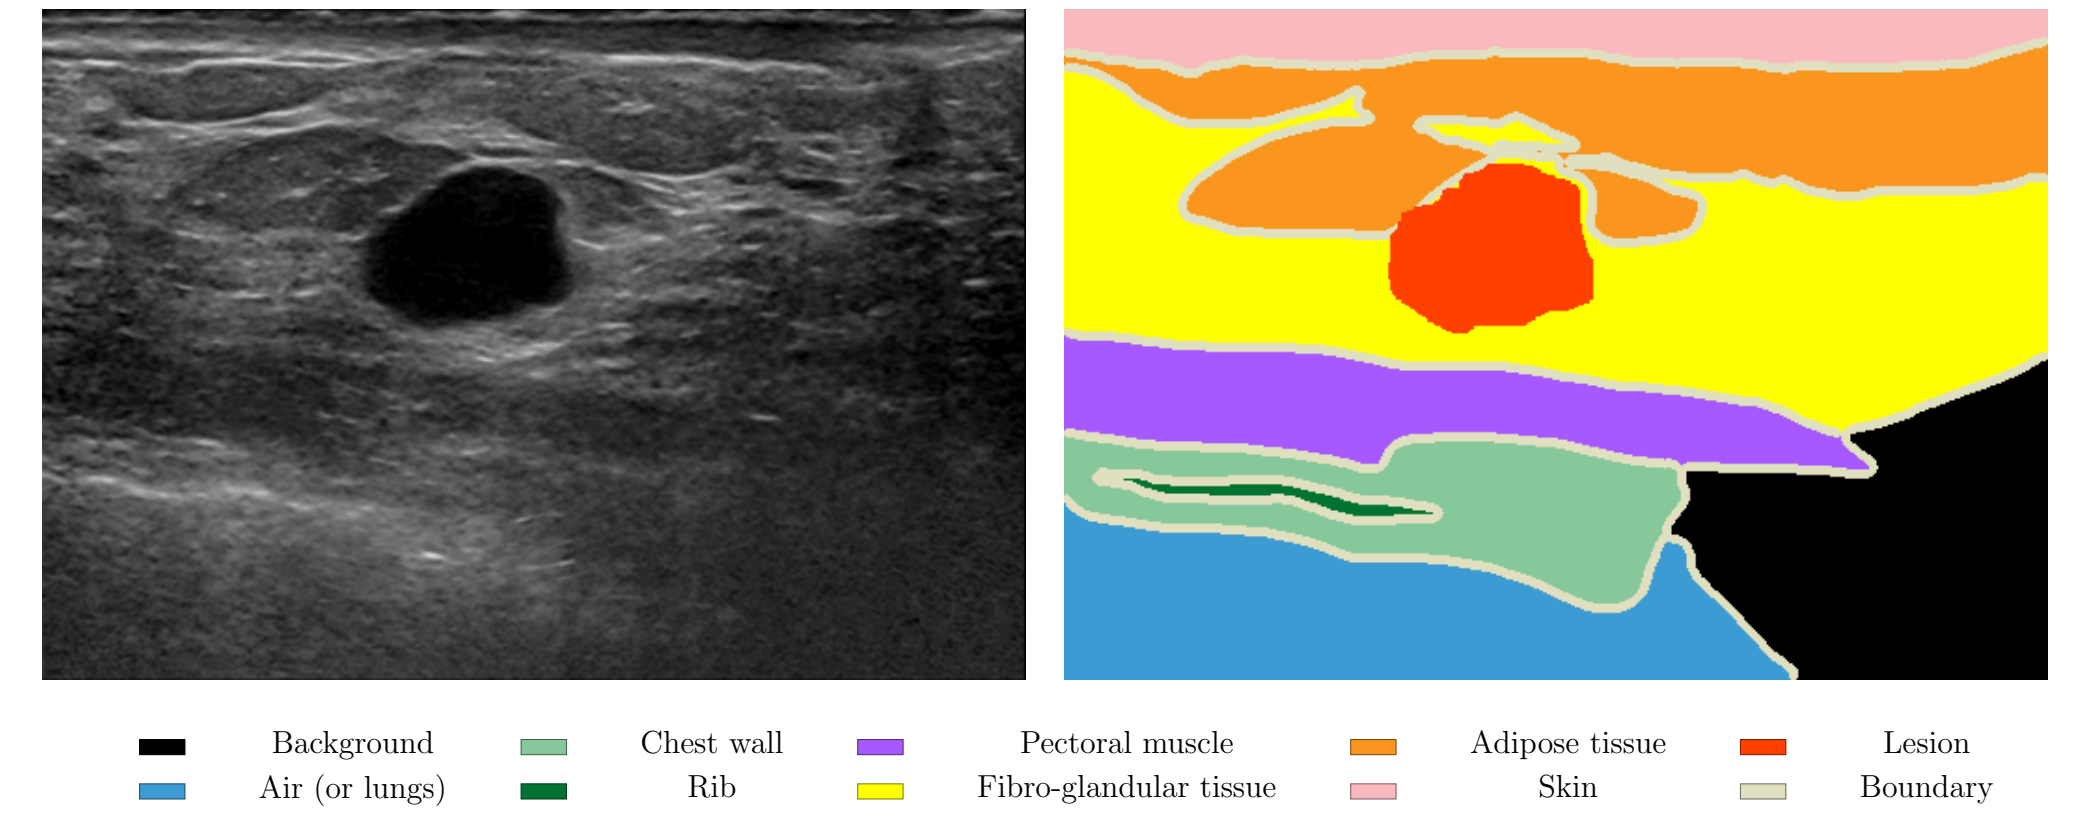 Background Chest wall Pectoral muscle Adipose tissue Lesion
Air (or lungs) Rib Fibro-glandular tissue Skin Boundary